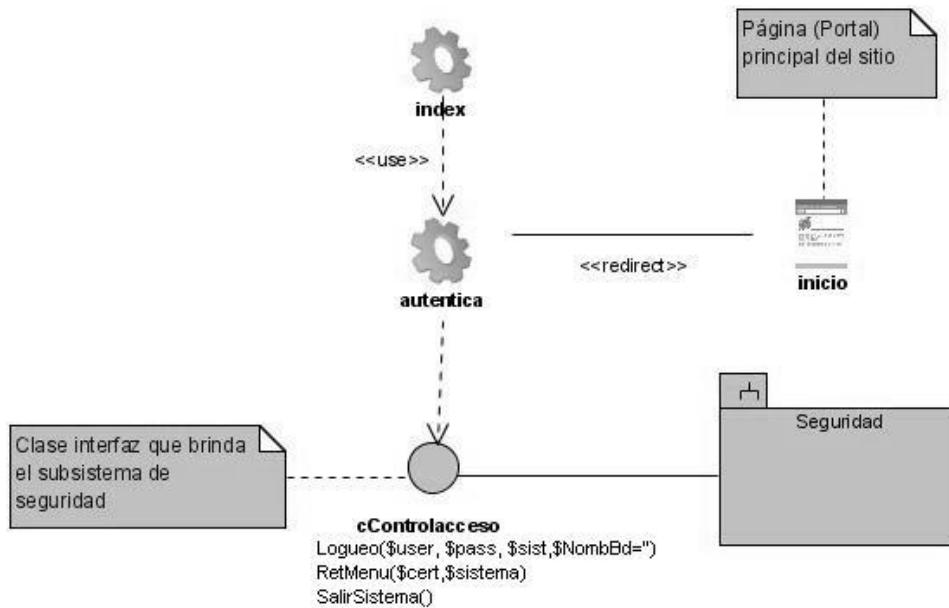 Página (Portal)
principal del sitio
index
<<use>>
autentica
<<redirect>>
inicio
Seguridad
Clase interfaz que brinda
el subsistema de
seguridad
cControlacceso
Logueo($user, $pass, $sist,$NombBd='')
RetMenu($cert,$sistema)
SalirSistema()